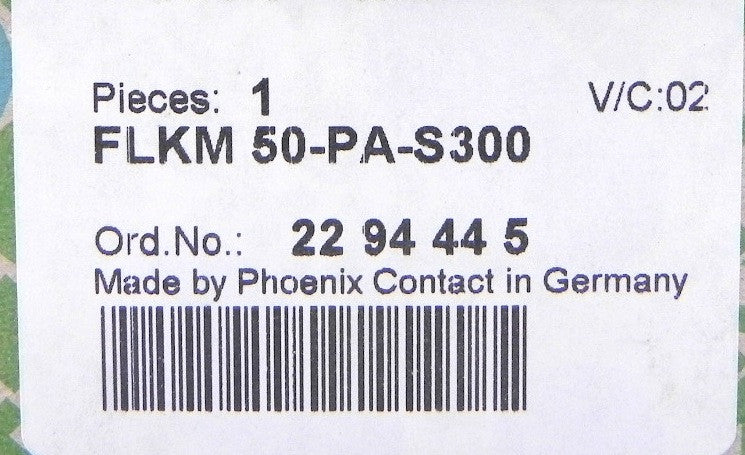 Pieces: 1 V/C:02
FLKM 50-PA-S300
Ord.No.: 22 94 44 5
Made by Phoenix Contact in Germany